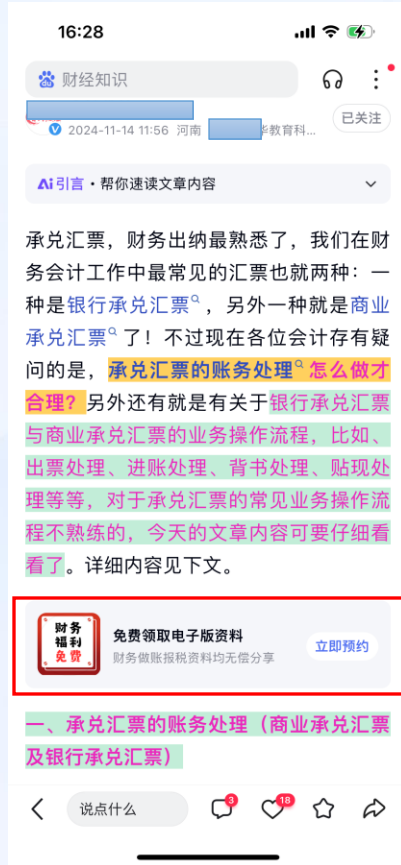 16:28
财经知识
2024-11-14 11:56 河南
华教育科...
已关注
Ai引言・帮你速读文章内容
承兑汇票，财务出纳最熟悉了，我们在财
务会计工作中最常见的汇票也就两种：一
种是银行承兑汇票，另外一种就是商业
承兑汇票了！不过现在各位会计存有疑
问的是，承兑汇票的账务处理怎么做才
合理？另外还有就是有关于银行承兑汇票
与商业承兑汇票的业务操作流程，比如、
出票处理、进账处理、背书处理、贴现处
理等等，对于承兑汇票的常见业务操作流
程不熟练的，今天的文章内容可要仔细看
看了。详细内容见下文。
财务
福利
免费
免费领取电子版资料
财务做账报税资料均无偿分享
立即预约
一、承兑汇票的账务处理（商业承兑汇票
及银行承兑汇票）
说点什么
3
18